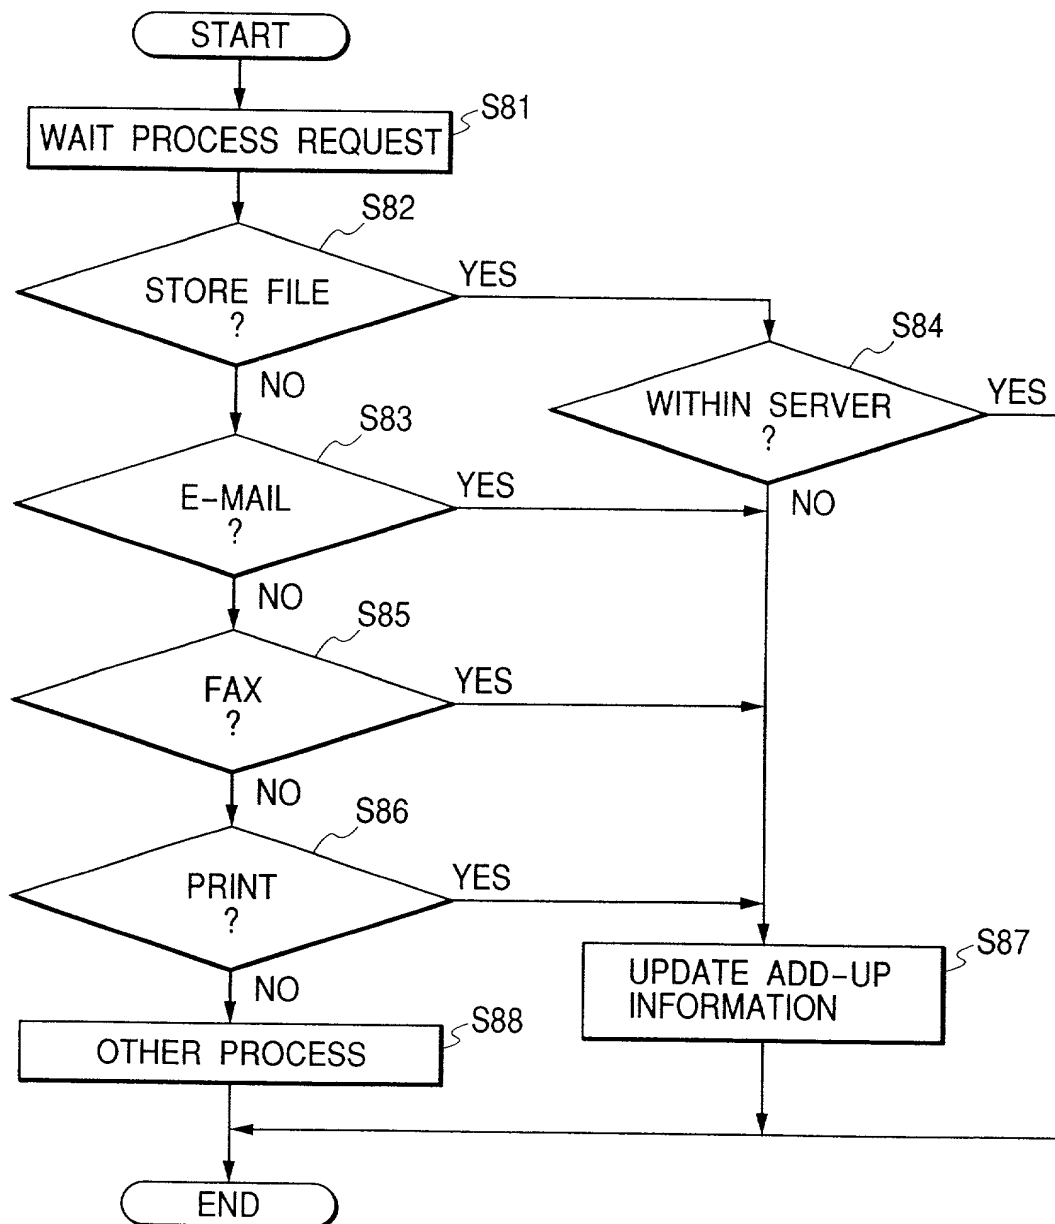 START
WAIT PROCESS REQUEST
S81
STORE FILE
?
S82
YES
NO
WITHIN SERVER
?
S84
YES
NO
E-MAIL
?
S83
YES
NO
FAX
?
S85
YES
NO
PRINT
?
S86
YES
NO
UPDATE ADD-UP
INFORMATION
S87
OTHER PROCESS
S88
END